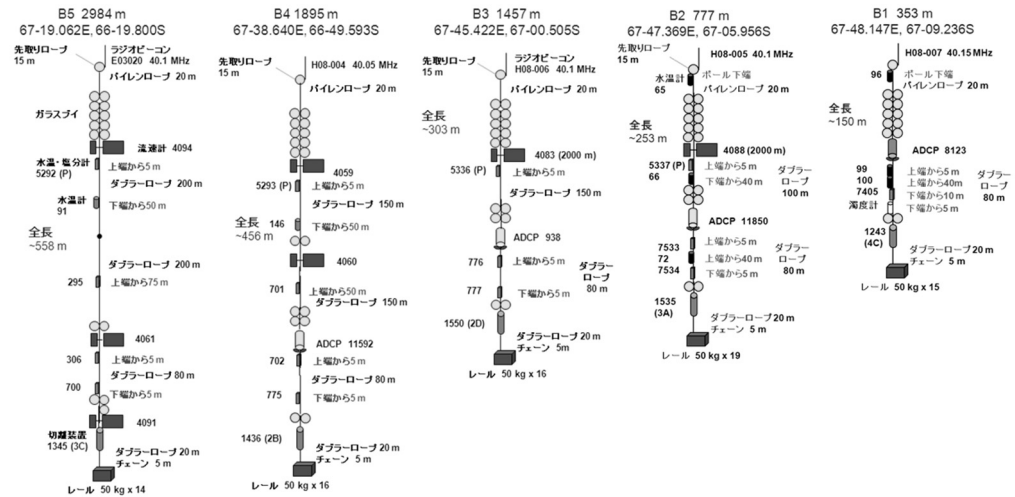 B5 2984 m
67-19.062E, 66-19.800S
先取りロープ
15 m
ラジオビーコン
E03020 40.1 MHz
パイレンロープ 20 m
ガラスブイ
流速計 4094
水温・塩分計
5292 (P)
上端から5 m
ダブラーロープ 200 m
水温計
91
下端から50 m
全長
~558 m
ダブラーロープ 200 m
295
上端から75 m
4061
306
上端から5 m
ダブラーロープ 80 m
700
下端から5 m
4091
切離装置
1345 (3C)
ダブラーロープ 20 m
チェーン 5 m
レール 50 kg x 14
B4 1895 m
67-38.640E, 66-49.593S
先取りロープ
15 m
H08-004 40.05 MHz
パイレンロープ 20 m
4059
5293 (P)
上端から5 m
ダブラーロープ 150 m
全長
~456 m
146
下端から50 m
4060
701
上端から50 m
ダブラーロープ 150 m
ADCP 11592
702
上端から5 m
ダブラーロープ 80 m
775
下端から5 m
1436 (2B)
ダブラーロープ 20 m
チェーン 5 m
レール 50 kg x 16
B3 1457 m
67-45.422E, 67-00.505S
先取りロープ
15 m
ラジオビーコン
H08-006 40.1 MHz
パイレンロープ 20 m
全長
~303 m
4083 (2000 m)
5336 (P)
上端から5 m
ダブラーロープ 150 m
ADCP 938
776
上端から5 m
ダブラー
ロープ
80 m
777
下端から5 m
1550 (2D)
ダブラーロープ 20 m
チェーン 5m
レール 50 kg x 16
B2 777 m
67-47.369E, 67-05.956S
先取りロープ
15 m
H08-005 40.1 MHz
水温計
65
ポール下端
パイレンロープ 20 m
全長
~253 m
4088 (2000 m)
5337 (P)
上端から5 m
66
下端から40 m
ダブラー
ロープ
100 m
ADCP 11850
7533
上端から5 m
72
上端から40 m
7534
下端から5 m
ダブラー
ロープ
80 m
1535
(3A)
ダブラーロープ 20 m
チェーン 5 m
レール 50 kg x 19
B1 353 m
67-48.147E, 67-09.236S
H08-007 40.15 MHz
96
ポール下端
パイレンロープ 20 m
全長
~150 m
ADCP 8123
99
上端から5 m
100
上端から40 m
7405
下端から10 m
濁度計
下端から5 m
ダブラー
ロープ
80 m
1243
(4C)
ダブラーロープ 20 m
チェーン 5 m
レール 50 kg x 15